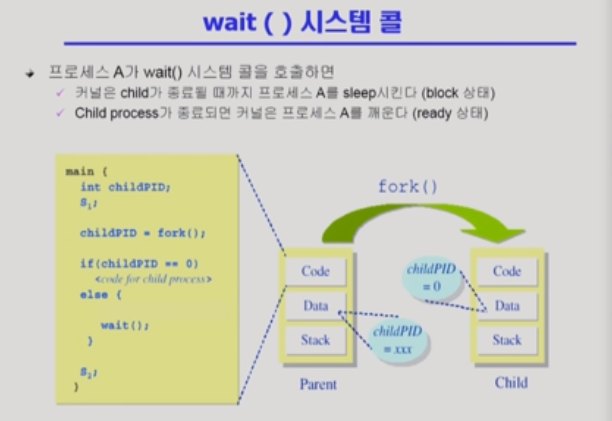 wait ( ) 시스템 콜
프로세스 A가 wait() 시스템 콜을 호출하면
커널은 child가 종료될 때까지 프로세스 A를 sleep시킨다 (block 상태)
Child process가 종료되면 커널은 프로세스 A를 깨운다 (ready 상태)
main {
int childPID;
S1;
childPID = fork();
if(childPID == 0)
<code for child process>
else {
wait();
}
S2;
}
fork()
Code
Data
Stack
Parent
childPID
= xxx
childPID
= 0
Code
Data
Stack
Child